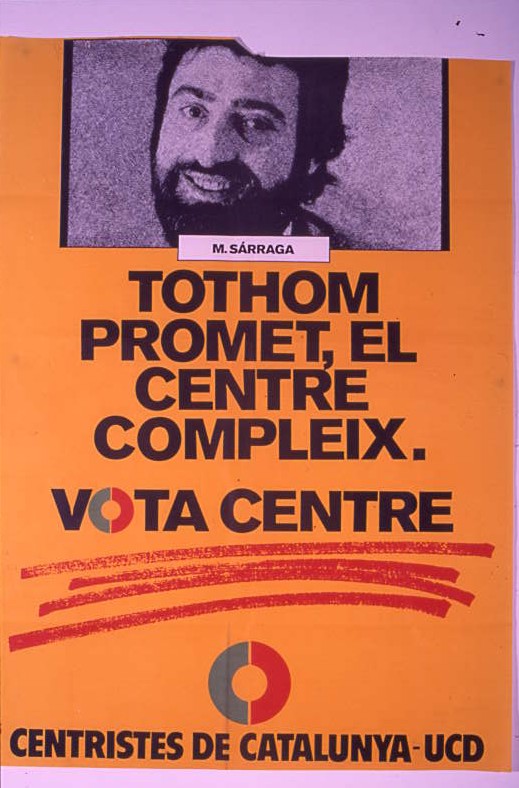 M. SÁRRAGA
TOTHOM
PROMET, EL
CENTRE
COMPLEIX.
VOTA CENTRE
CENTRISTES DE CATALUNYA-UCD